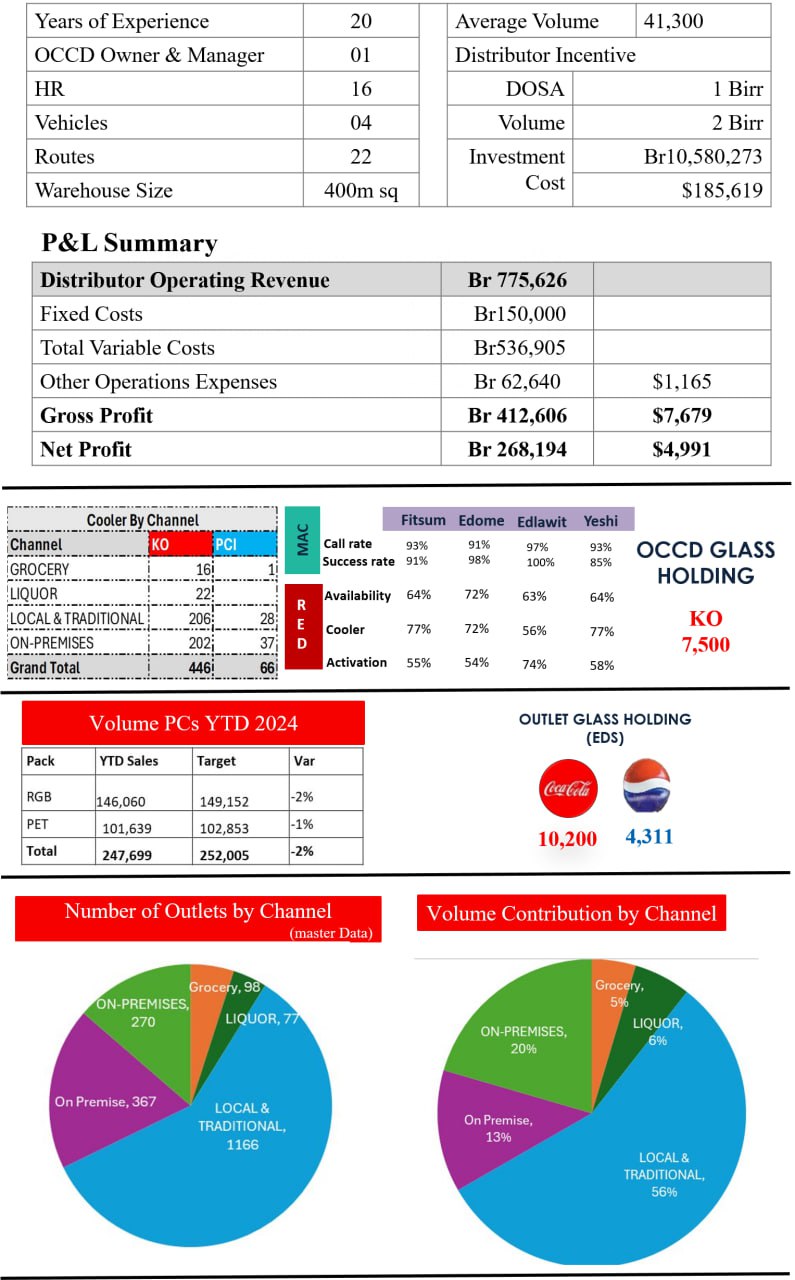 Years of Experience 20 Average Volume 41,300
OCCD Owner & Manager 01 Distributor Incentive
HR 16 DOSA 1 Birr
Vehicles 04 Volume 2 Birr
Routes 22 Investment Cost Br10,580,273
Warehouse Size 400m sq $185,619
P&L Summary
Distributor Operating Revenue Br 775,626
Fixed Costs Br150,000
Total Variable Costs Br536,905
Other Operations Expenses Br 62,640 $1,165
Gross Profit Br 412,606 $7,679
Net Profit Br 268,194 $4,991
Cooler By Channel
Channel KO PCI
GROCERY 16 1
LIQUOR 22
LOCAL & TRADITIONAL 206 28
ON-PREMISES 202 37
Grand Total 446 66
MAC
RED
Fitsum Edome Edlawit Yeshi
Call rate 93% 91% 97% 93%
Success rate 91% 98% 100% 85%
Availability 64% 72% 63% 64%
Cooler 77% 72% 56% 77%
Activation 55% 54% 74% 58%
OCCD GLASS
HOLDING
KO
7,500
Volume PCs YTD 2024
Pack YTD Sales Target Var
RGB 146,060 149,152 -2%
PET 101,639 102,853 -1%
Total 247,699 252,005 -2%
OUTLET GLASS HOLDING
(EDS)
Coca-Cola
10,200 4,311
Number of Outlets by Channel
(master Data)
Grocery, 98
LIQUOR, 77
LOCAL &
TRADITIONAL,
1166
On Premise, 367
ON-PREMISES,
270
Volume Contribution by Channel
Grocery,
5%
LIQUOR,
6%
LOCAL &
TRADITIONAL,
56%
On Premise,
13%
ON-PREMISES,
20%